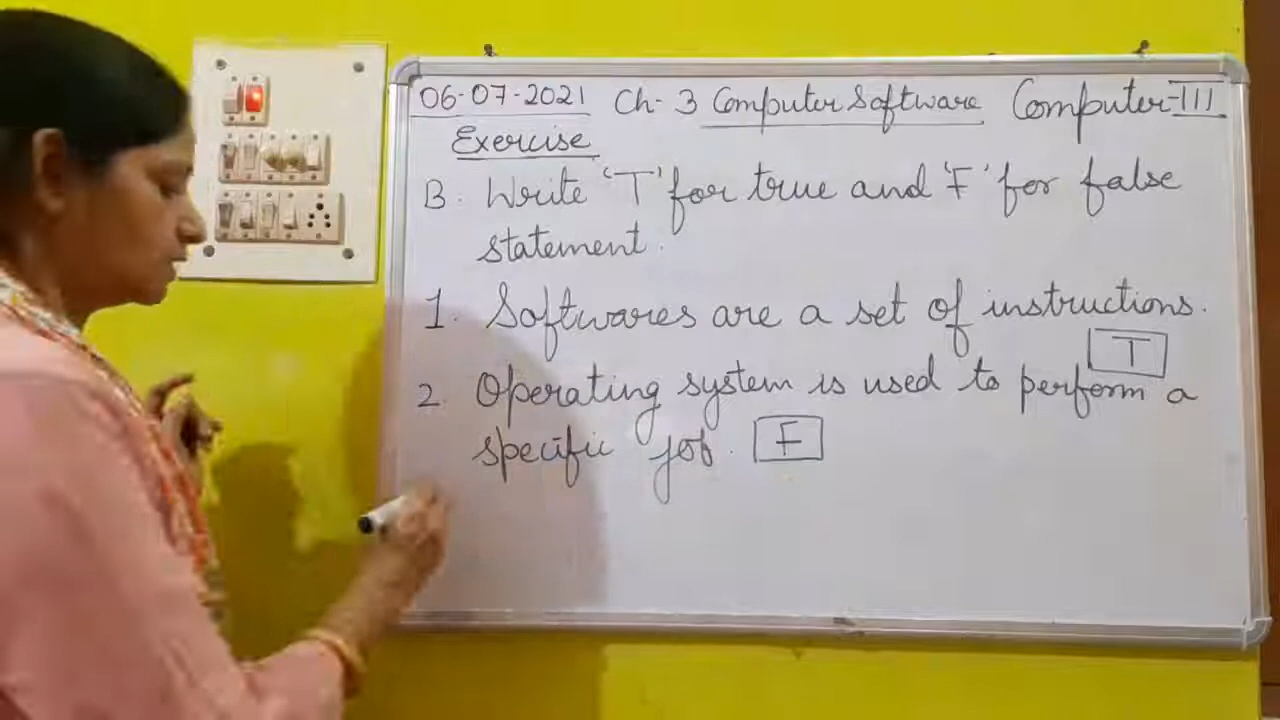 06-07-2021 Ch-3 Computer Software Computer-III
Exercise
B. Write 'T' for true and 'F' for false
statement.
1. Softwares are a set of instructions.
T
2. Operating system is used to perform a
specific job. F